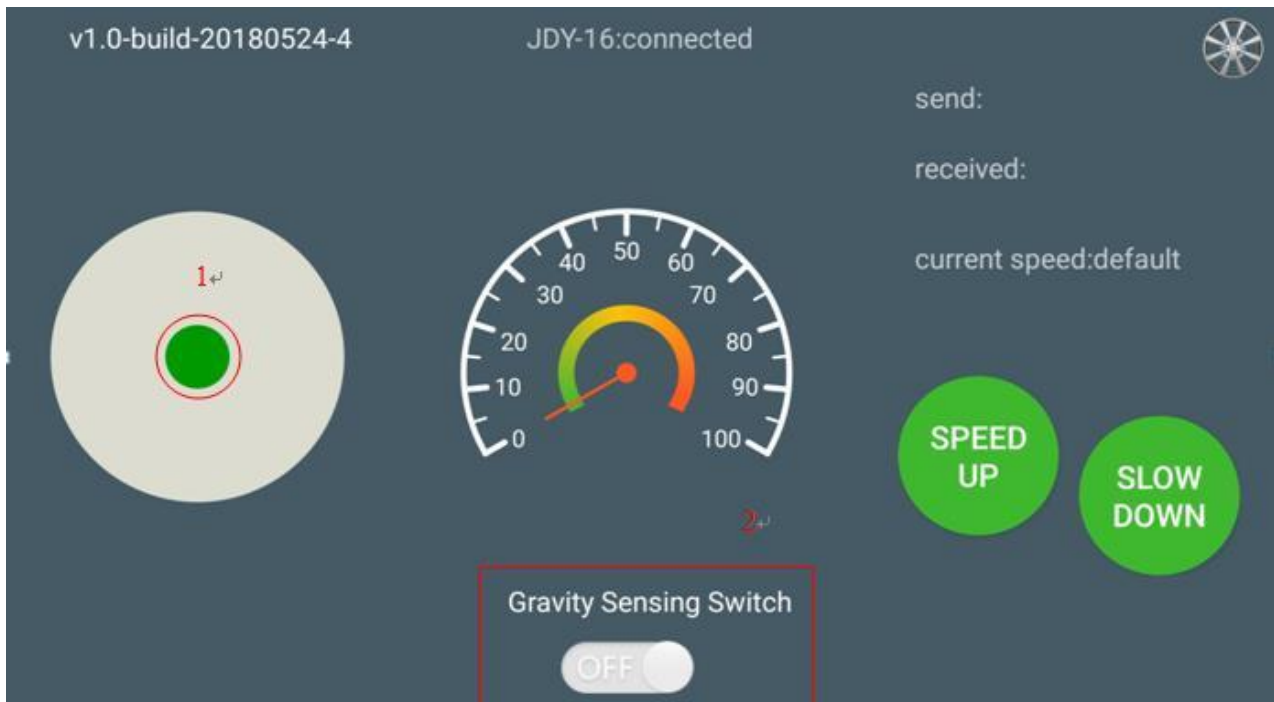 v1.0-build-20180524-4
JDY-16:connected
send:
received:
current speed:default
1↵
0
10
20
30
40
50
60
70
80
90
100
SPEED
UP
SLOW
DOWN
2↵
Gravity Sensing Switch
OFF